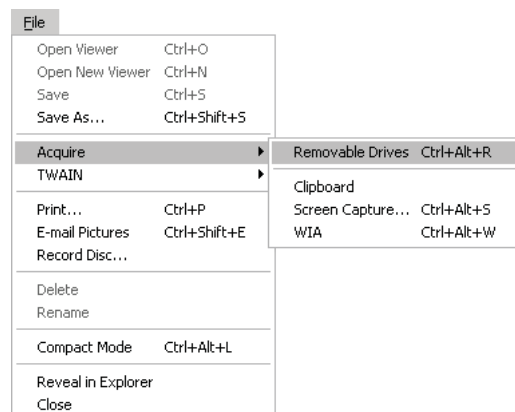 File
Open Viewer Ctrl+O
Open New Viewer Ctrl+N
Save Ctrl+S
Save As... Ctrl+Shift+S
Acquire
TWAIN
Print... Ctrl+P
E-mail Pictures Ctrl+Shift+E
Record Disc...
Delete
Rename
Compact Mode Ctrl+Alt+L
Reveal in Explorer
Close
Removable Drives Ctrl+Alt+R
Clipboard
Screen Capture... Ctrl+Alt+S
WIA Ctrl+Alt+W